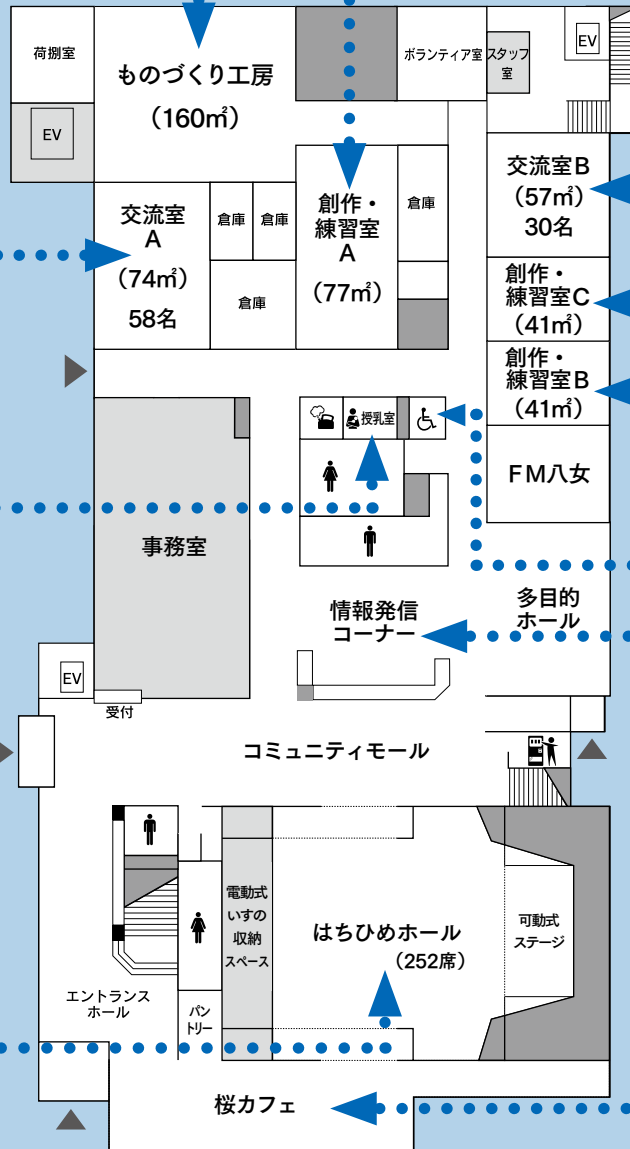 荷捌室
ものづくり工房
（160㎡）
ボランティア室
スタッフ
室
EV
EV
交流室
A
（74㎡）
58名
倉庫
倉庫
倉庫
創作・
練習室
A
（77㎡）
倉庫
交流室B
（57㎡）
30名
創作・
練習室C
（41㎡）
創作・
練習室B
（41㎡）
FM八女
授乳室
事務室
情報発信
コーナー
多目的
ホール
EV
受付
コミュニティモール
電動式
いすの
収納
スペース
はちひめホール
（252席）
可動式
ステージ
エントランス
ホール
パン
トリー
桜カフェ